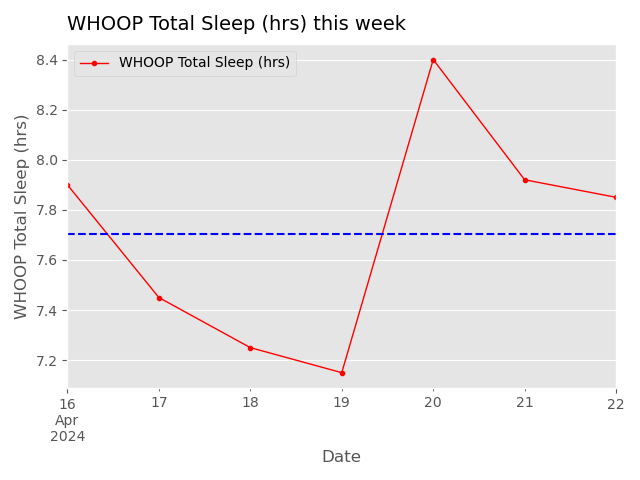 WHOOP Total Sleep (hrs) this week
WHOOP Total Sleep (hrs)
WHOOP Total Sleep (hrs)
8.4
8.2
8.0
7.8
7.6
7.4
7.2
16 17 18 19 20 21 22
Apr
2024
Date